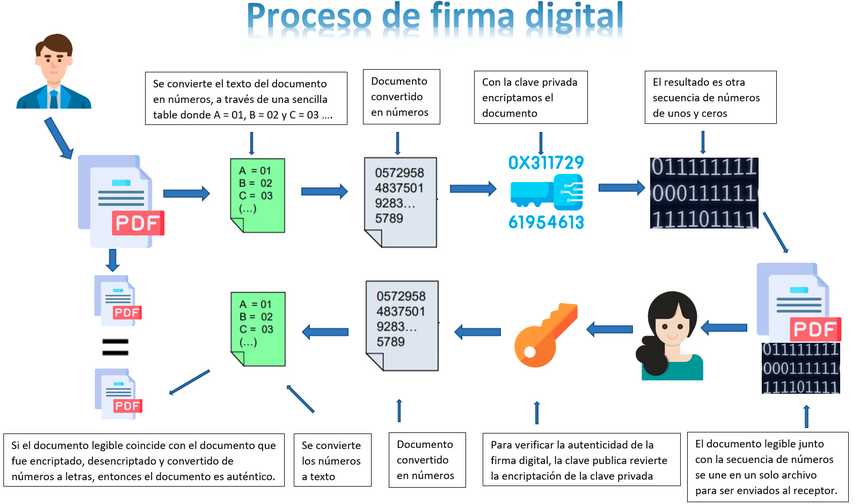 Proceso de firma digital
Se convierte el texto del documento
en números, a través de una sencilla
table donde A = 01, B = 02 y C = 03 ….
Documento
convertido
en números
Con la clave privada
encriptamos el
documento
El resultado es otra
secuencia de números
de unos y ceros
PDF
A = 01
B = 02
C = 03
(...)
0572958
4837501
9283...
5789
0X311729
61954613
011111111
000111111
111101111
PDF
PDF
A = 01
B = 02
C = 03
(...)
0572958
4837501
9283...
5789
PDF
011111111
000111111
111101111
Si el documento legible coincide con el documento que
fue encriptado, desencriptado y convertido de
números a letras, entonces el documento es auténtico.
Se convierte
los números
a texto
Documento
convertido
en números
Para verificar la autenticidad de la
firma digital, la clave publica revierte
la encriptación de la clave privada
El documento legible junto
con la secuencia de números
se une en un solo archivo
para ser enviados al receptor.